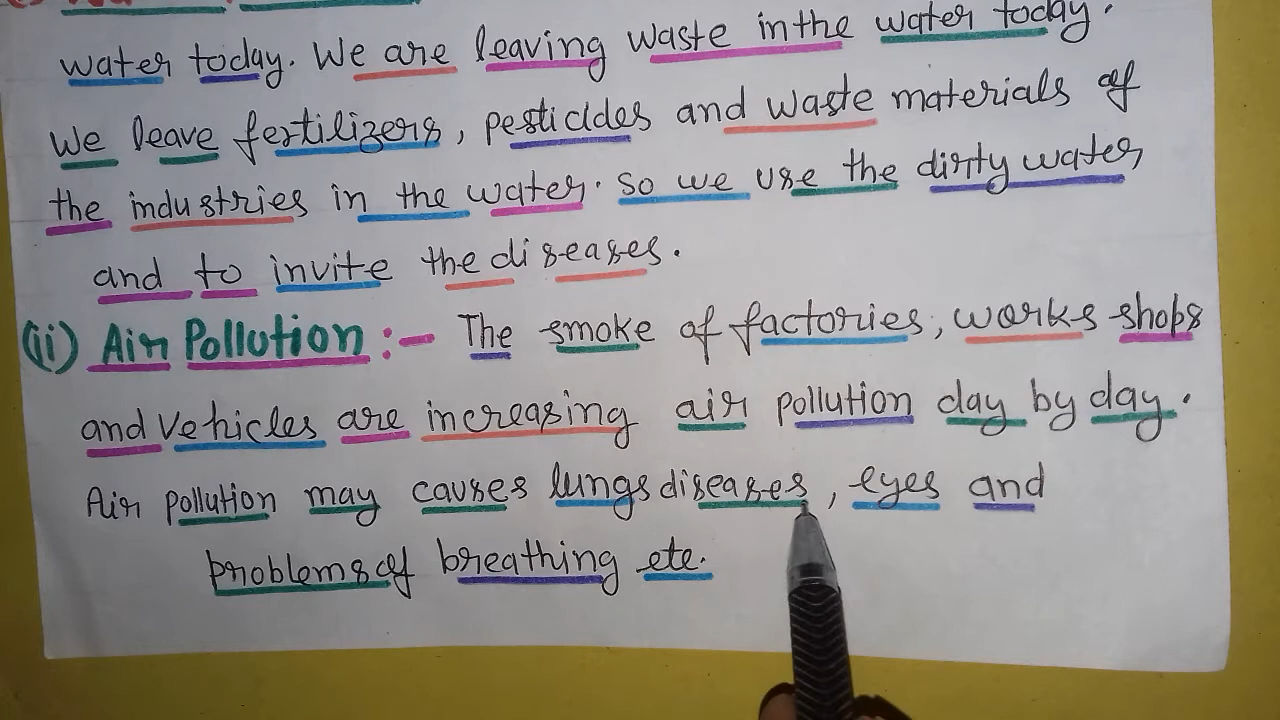 water today. We are leaving waste in the water today.
We leave fertilizers, pesticides and waste materials of
the industries in the water. So we use the dirty water
and to invite the diseases.
(ii) Air Pollution :- The smoke of factories, works shops
and vehicles are increasing air pollution day by day.
Air pollution may causes lungs diseases, eyes and
problems of breathing etc.